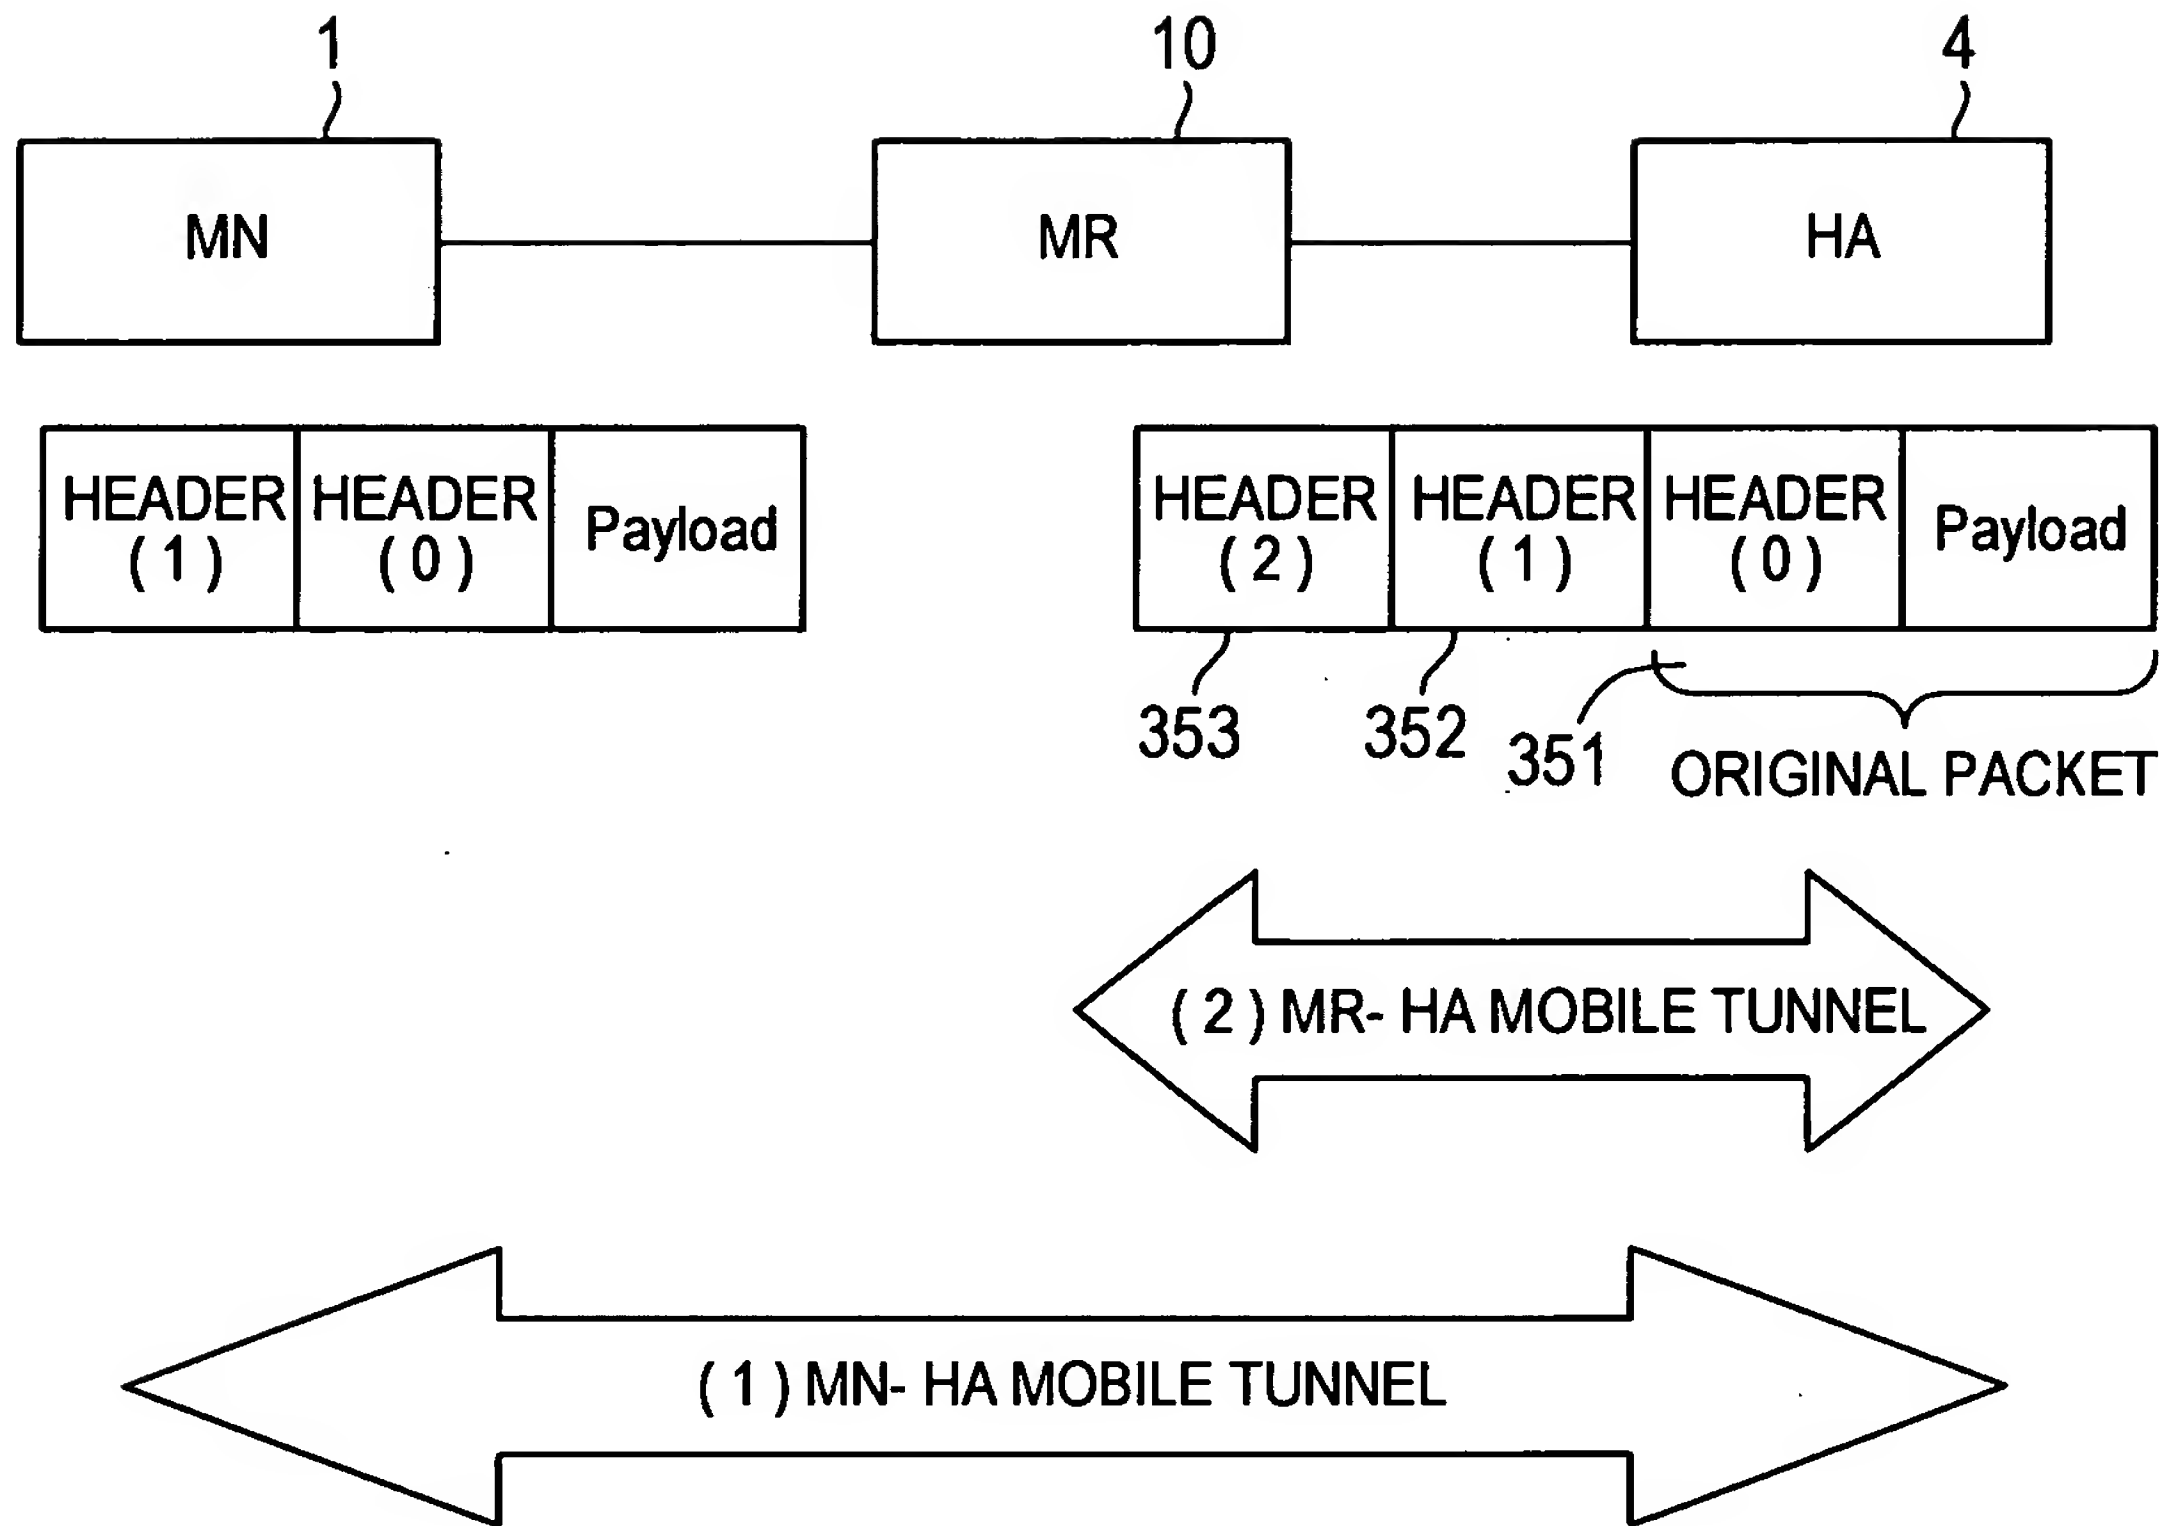 1
10
4
MN
MR
HA
HEADER
(1)
HEADER
(0)
Payload
HEADER
(2)
HEADER
(1)
HEADER
(0)
Payload
353
352
351
ORIGINAL PACKET
(2) MR- HA MOBILE TUNNEL
(1) MN- HA MOBILE TUNNEL